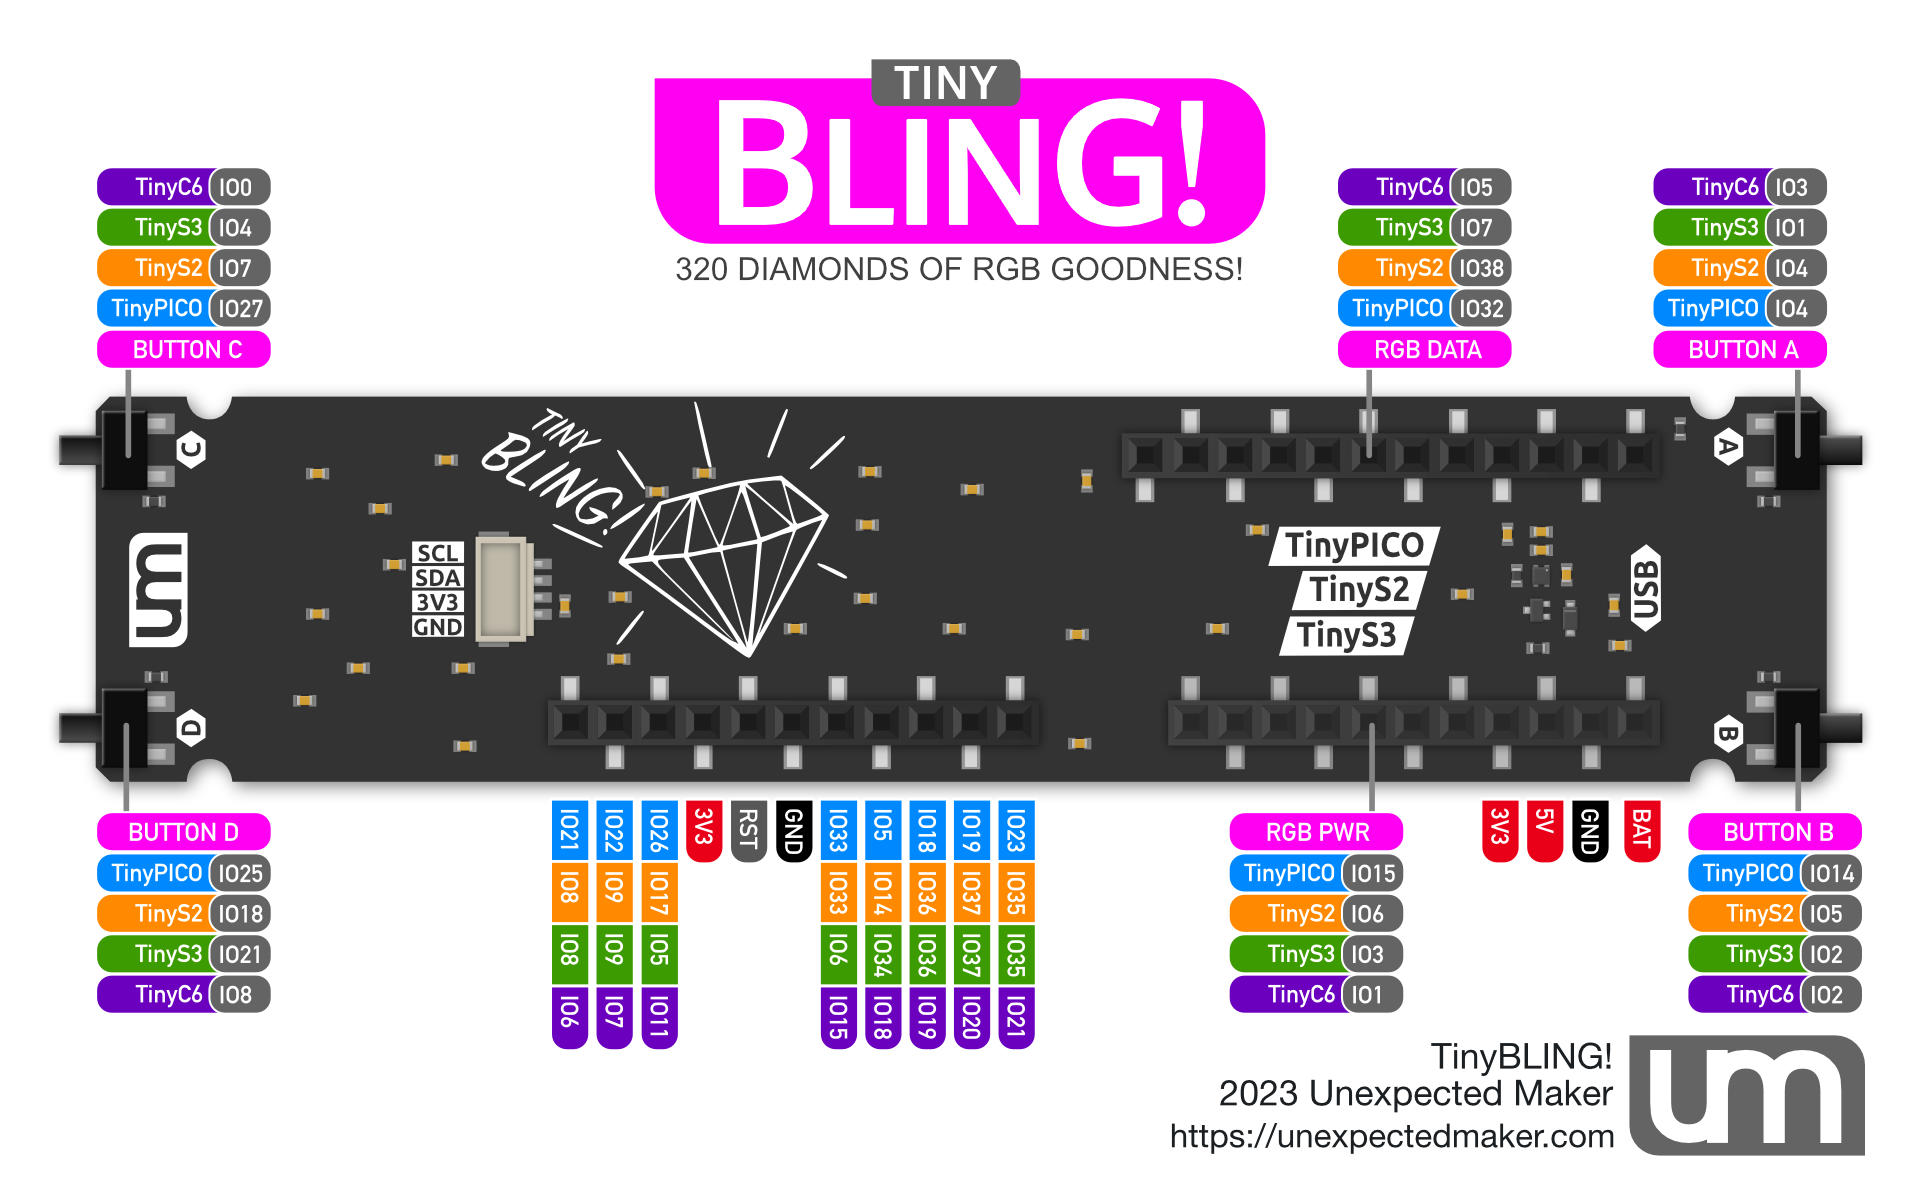 TINY
BLING!
320 DIAMONDS OF RGB GOODNESS!
TinyC6 IO0
TinyS3 IO4
TinyS2 IO7
TinyPICO IO27
BUTTON C
TinyC6 IO5
TinyS3 IO7
TinyS2 IO38
TinyPICO IO32
RGB DATA
TinyC6 IO3
TinyS3 IO1
TinyS2 IO4
TinyPICO IO4
BUTTON A
C
TINY
BLING!
A
um
SCL
SDA
3V3
GND
TinyPICO
TinyS2
TinyS3
USB
D
B
BUTTON D
TinyPICO IO25
TinyS2 IO18
TinyS3 IO21
TinyC6 IO8
IO21 IO22 IO26 3V3 RST GND IO33 IO5 IO18 IO19 IO23
IO8 IO9 IO17 IO33 IO14 IO36 IO37 IO35
IO8 IO9 IO5 IO6 IO34 IO36 IO37 IO35
IO6 IO7 IO11 IO15 IO18 IO19 IO20 IO21
RGB PWR
TinyPICO IO15
TinyS2 IO6
TinyS3 IO3
TinyC6 IO1
3V3 5V GND BAT
BUTTON B
TinyPICO IO14
TinyS2 IO5
TinyS3 IO2
TinyC6 IO2
TinyBLING!
2023 Unexpected Maker
https://unexpectedmaker.com
um